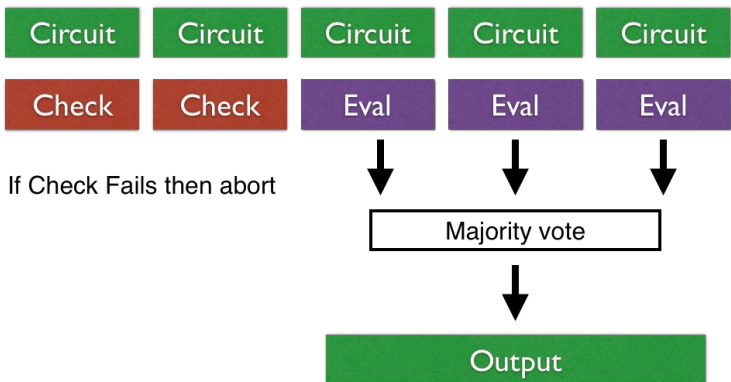 Circuit Circuit Circuit Circuit Circuit
Check Check Eval Eval Eval
If Check Fails then abort
Majority vote
Output